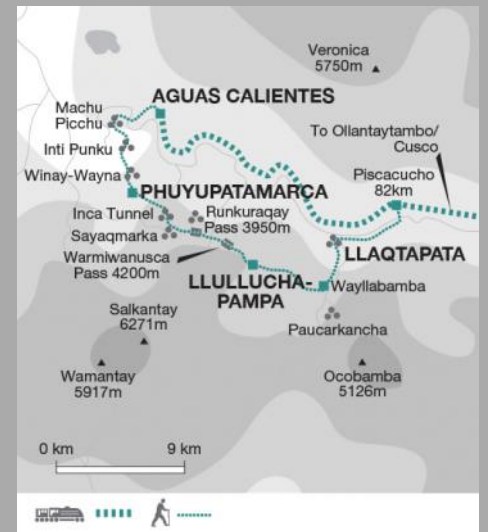 Veronica
5750m
AGUAS CALIENTES
Machu
Picchu
To Ollantaytambo/
Cusco
Inti Punku
Piscacucho
82km
Winay-Wayna
PHUYUPATAMARCA
Inca Tunnel
Runkuraqay
Pass 3950m
Sayaqmarka
LLAQTAPATA
Warmiwanusca
Pass 4200m
LLULLUCHA-
PAMPA
Wayllabamba
Salkantay
6271m
Paucarkancha
Wamantay
5917m
Ocobamba
5126m
0 km
9 km